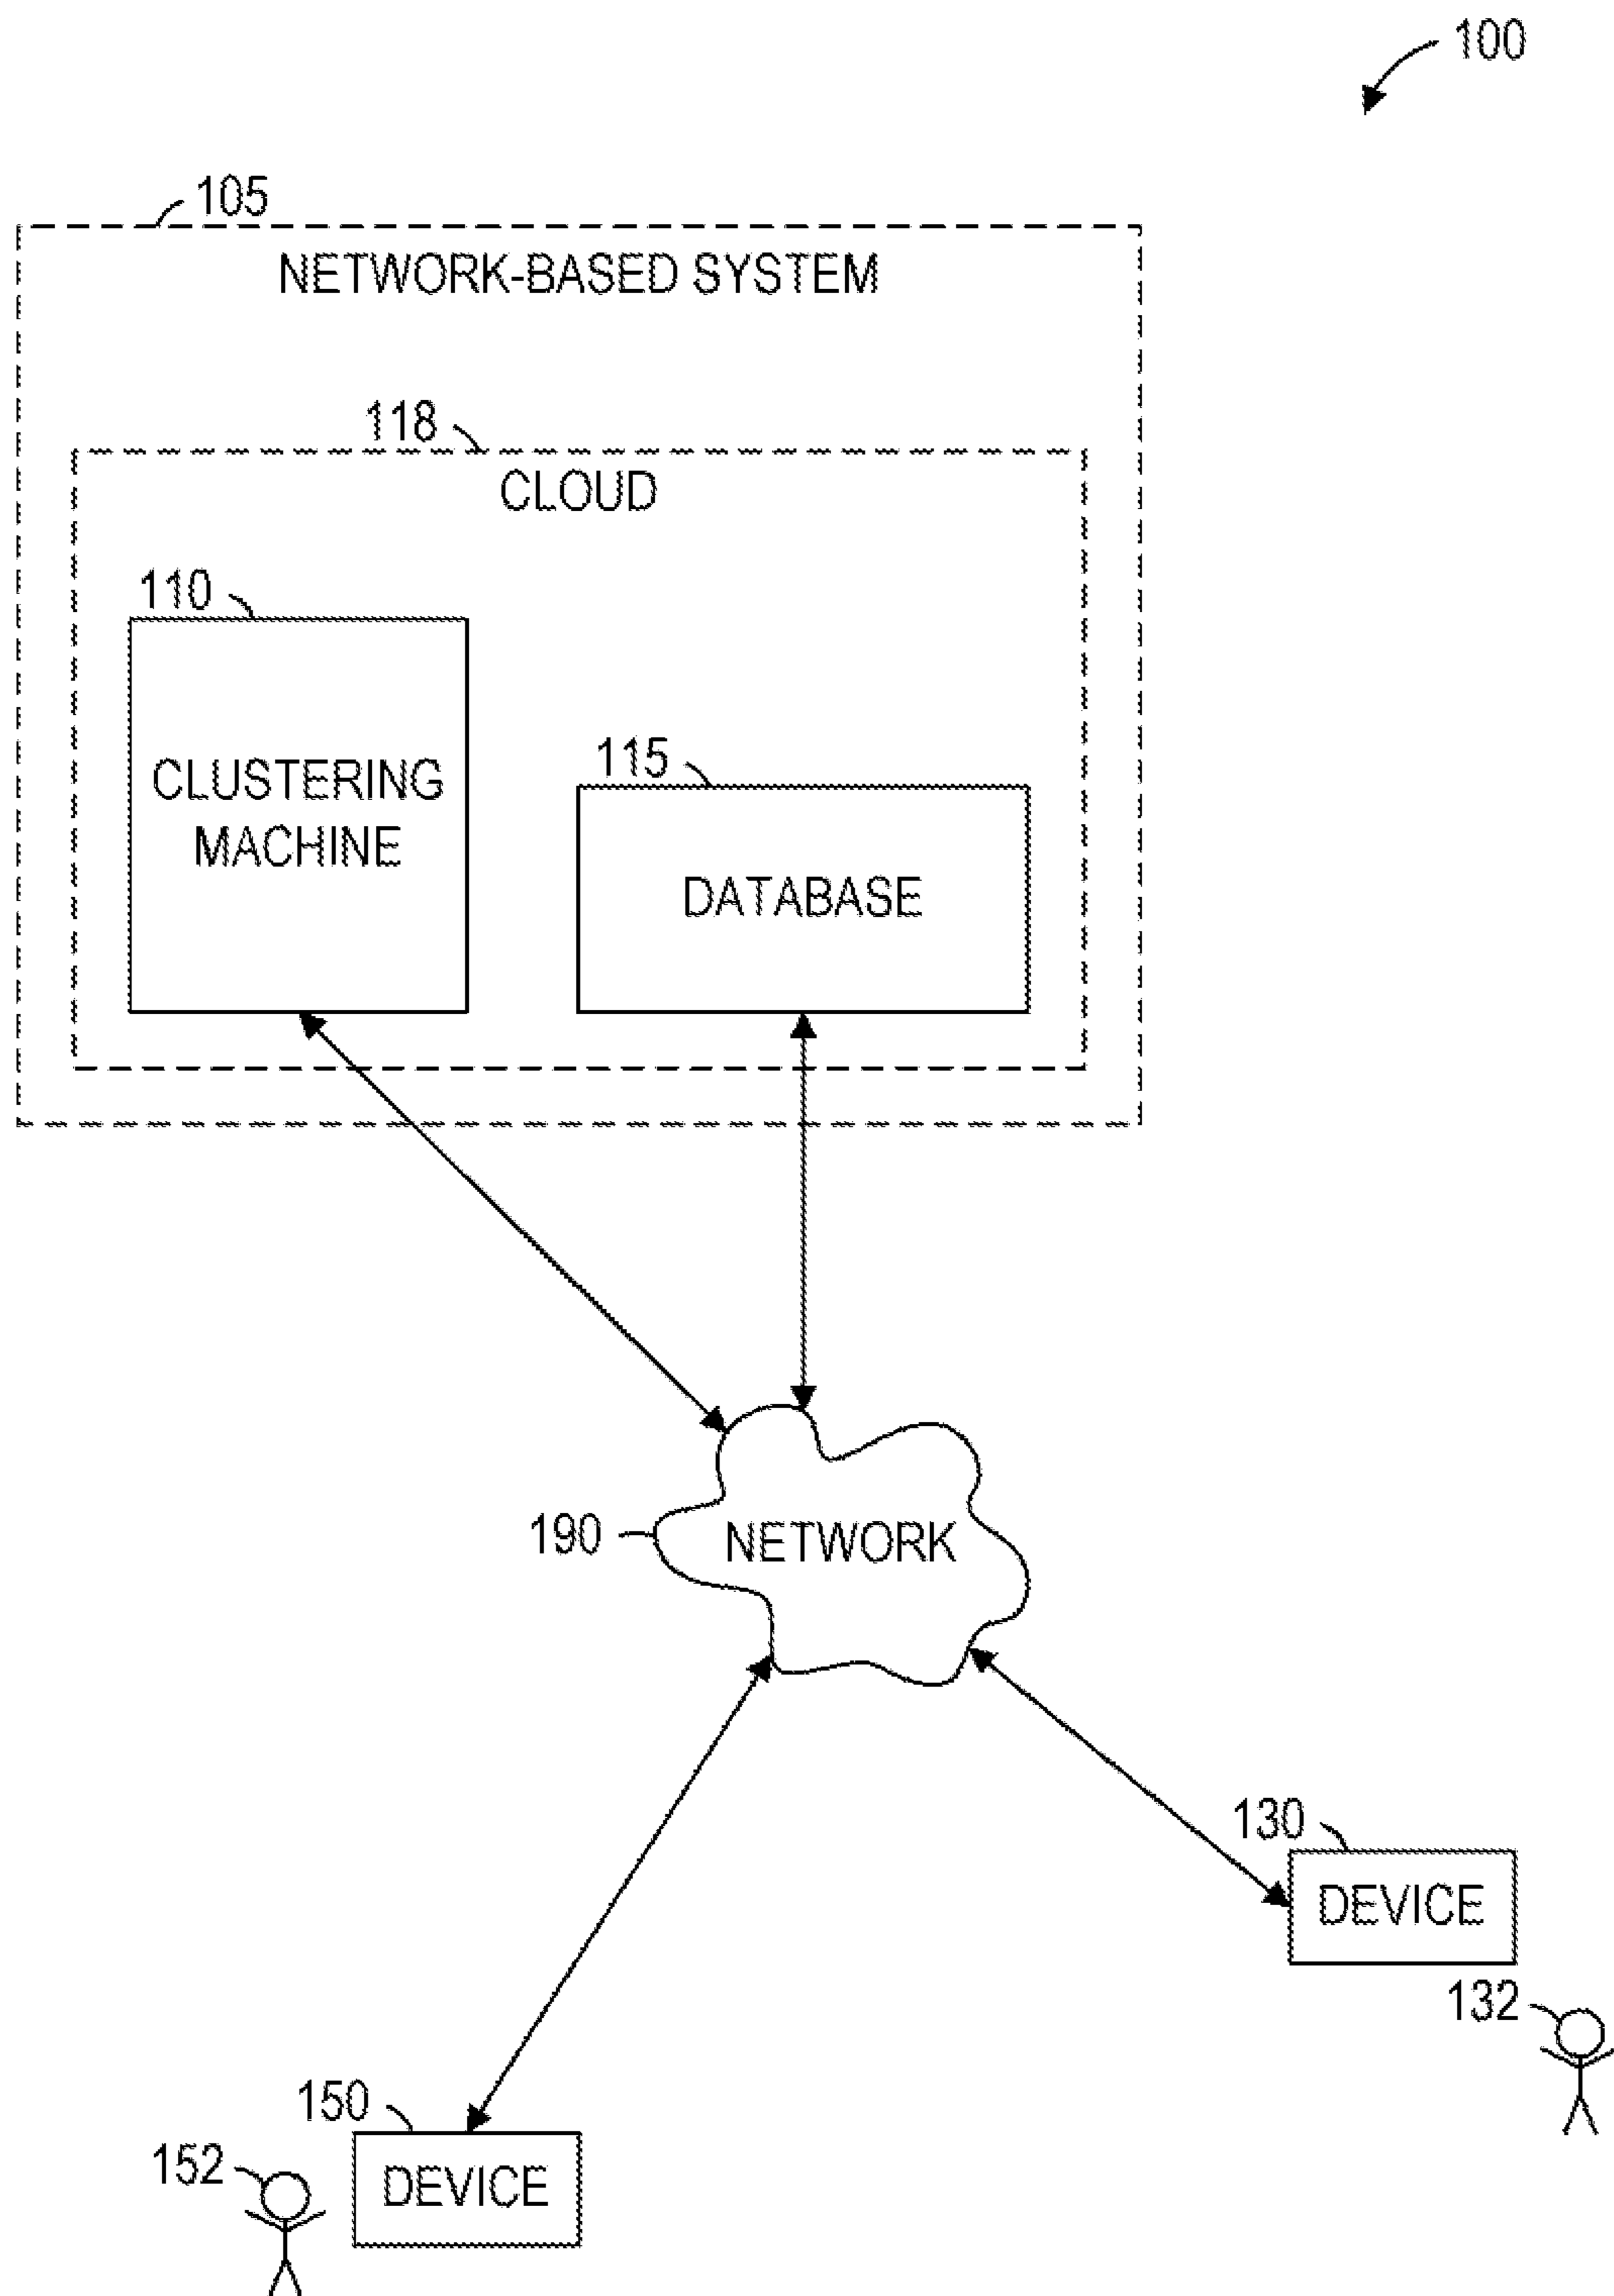 100
105
NETWORK-BASED SYSTEM
118
CLOUD
110
CLUSTERING
MACHINE
115
DATABASE
190
NETWORK
130
DEVICE
132
150
DEVICE
152